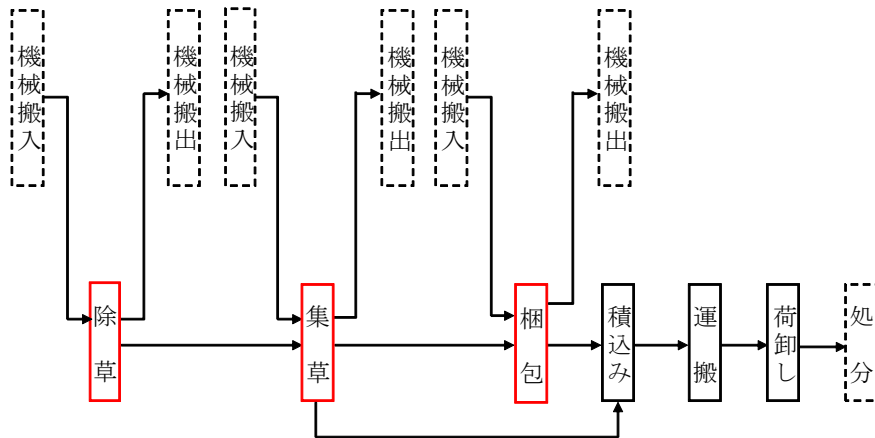 機械搬入
機械搬出
機械搬入
機械搬出
機械搬入
機械搬出
除草
集草
梱包
積込み
運搬
荷卸し
処分